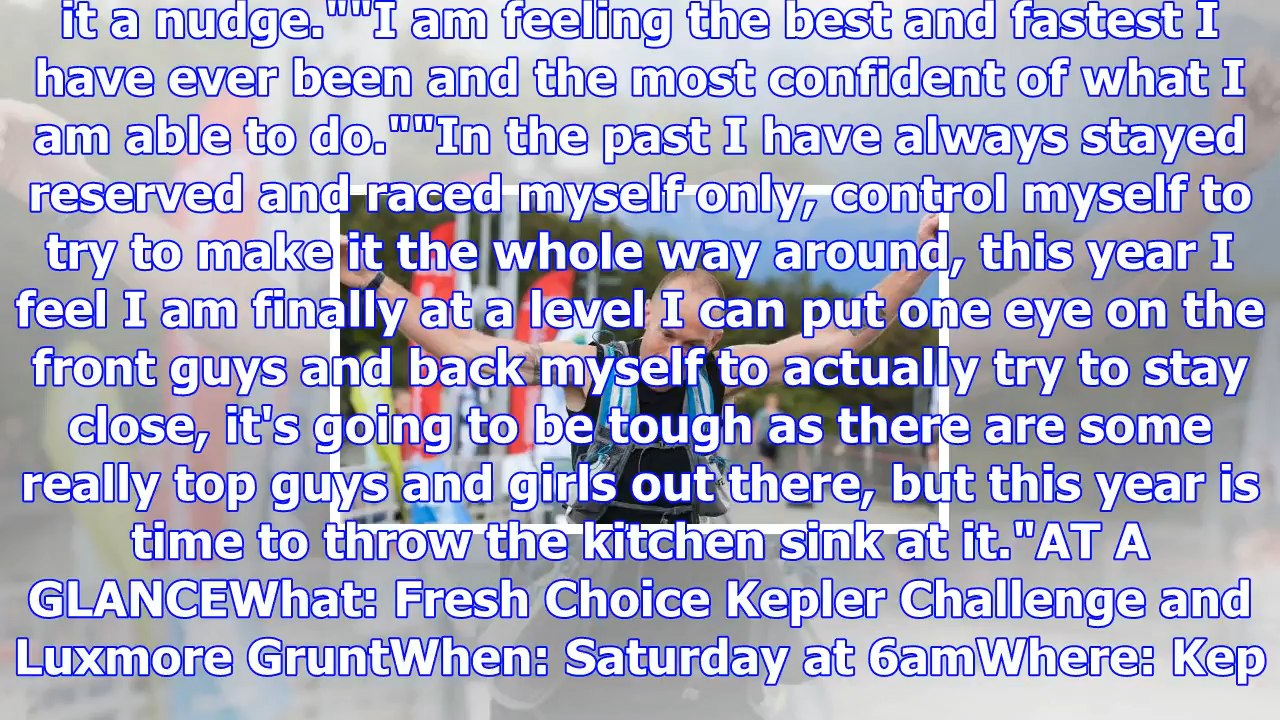 it a nudge.""I am feeling the best and fastest I
have ever been and the most confident of what I
am able to do.""In the past I have always stayed
reserved and raced myself only, control myself to
try to make it the whole way around, this year I
feel I am finally at a level I can put one eye on the
front guys and back myself to actually try to stay
close, it's going to be tough as there are some
really top guys and girls out there, but this year is
time to throw the kitchen sink at it."AT A
GLANCEWhat: Fresh Choice Kepler Challenge and
Luxmore GruntWhen: Saturday at 6amWhere: Kep